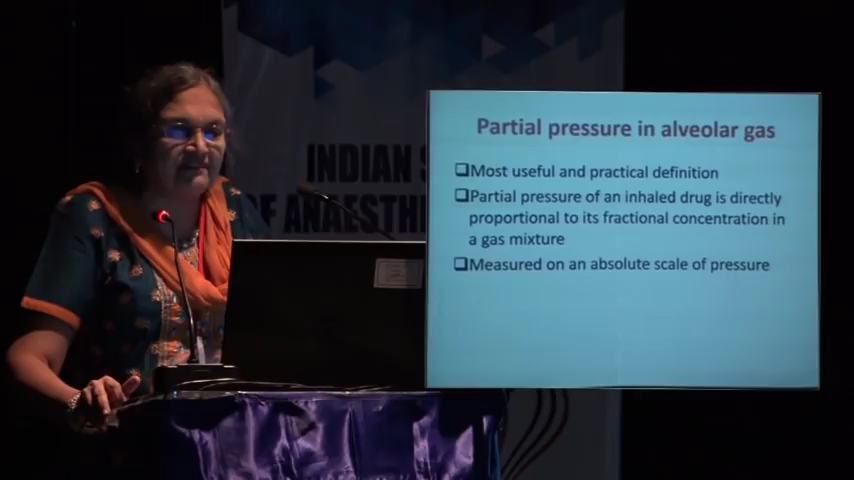 INDIAN
OF ANAESTH
Partial pressure in alveolar gas
❑Most useful and practical definition
❑Partial pressure of an inhaled drug is directly
proportional to its fractional concentration in
a gas mixture
❑Measured on an absolute scale of pressure